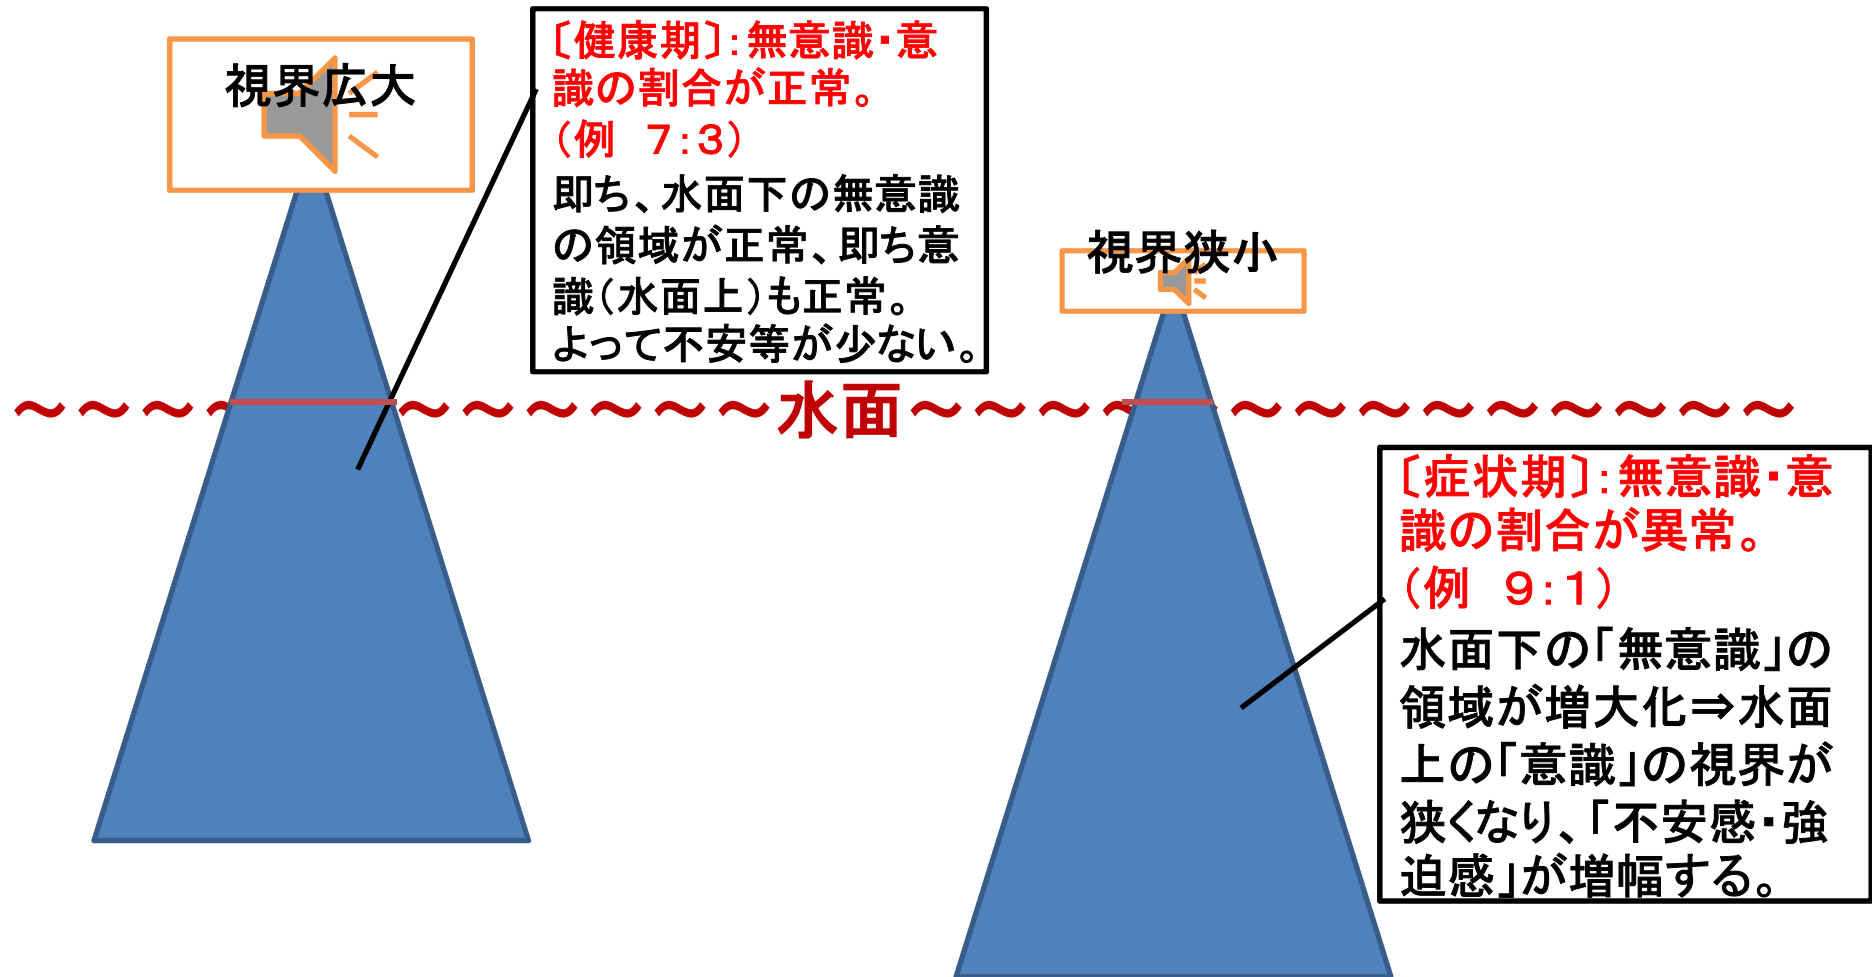 視界広大
〔健康期〕:無意識・意
識の割合が正常。
（例　７:３）
即ち、水面下の無意識
の領域が正常、即ち意
識（水面上）も正常。
よって不安等が少ない。
視界狭小
～～～～～～～～～～水面～～～～～～～～～～～～～～
〔症状期〕:無意識・意
識の割合が異常。
（例　９:１）
水面下の「無意識」の
領域が増大化⇒水面
上の「意識」の視界が
狭くなり、「不安感・強
迫感」が増幅する。